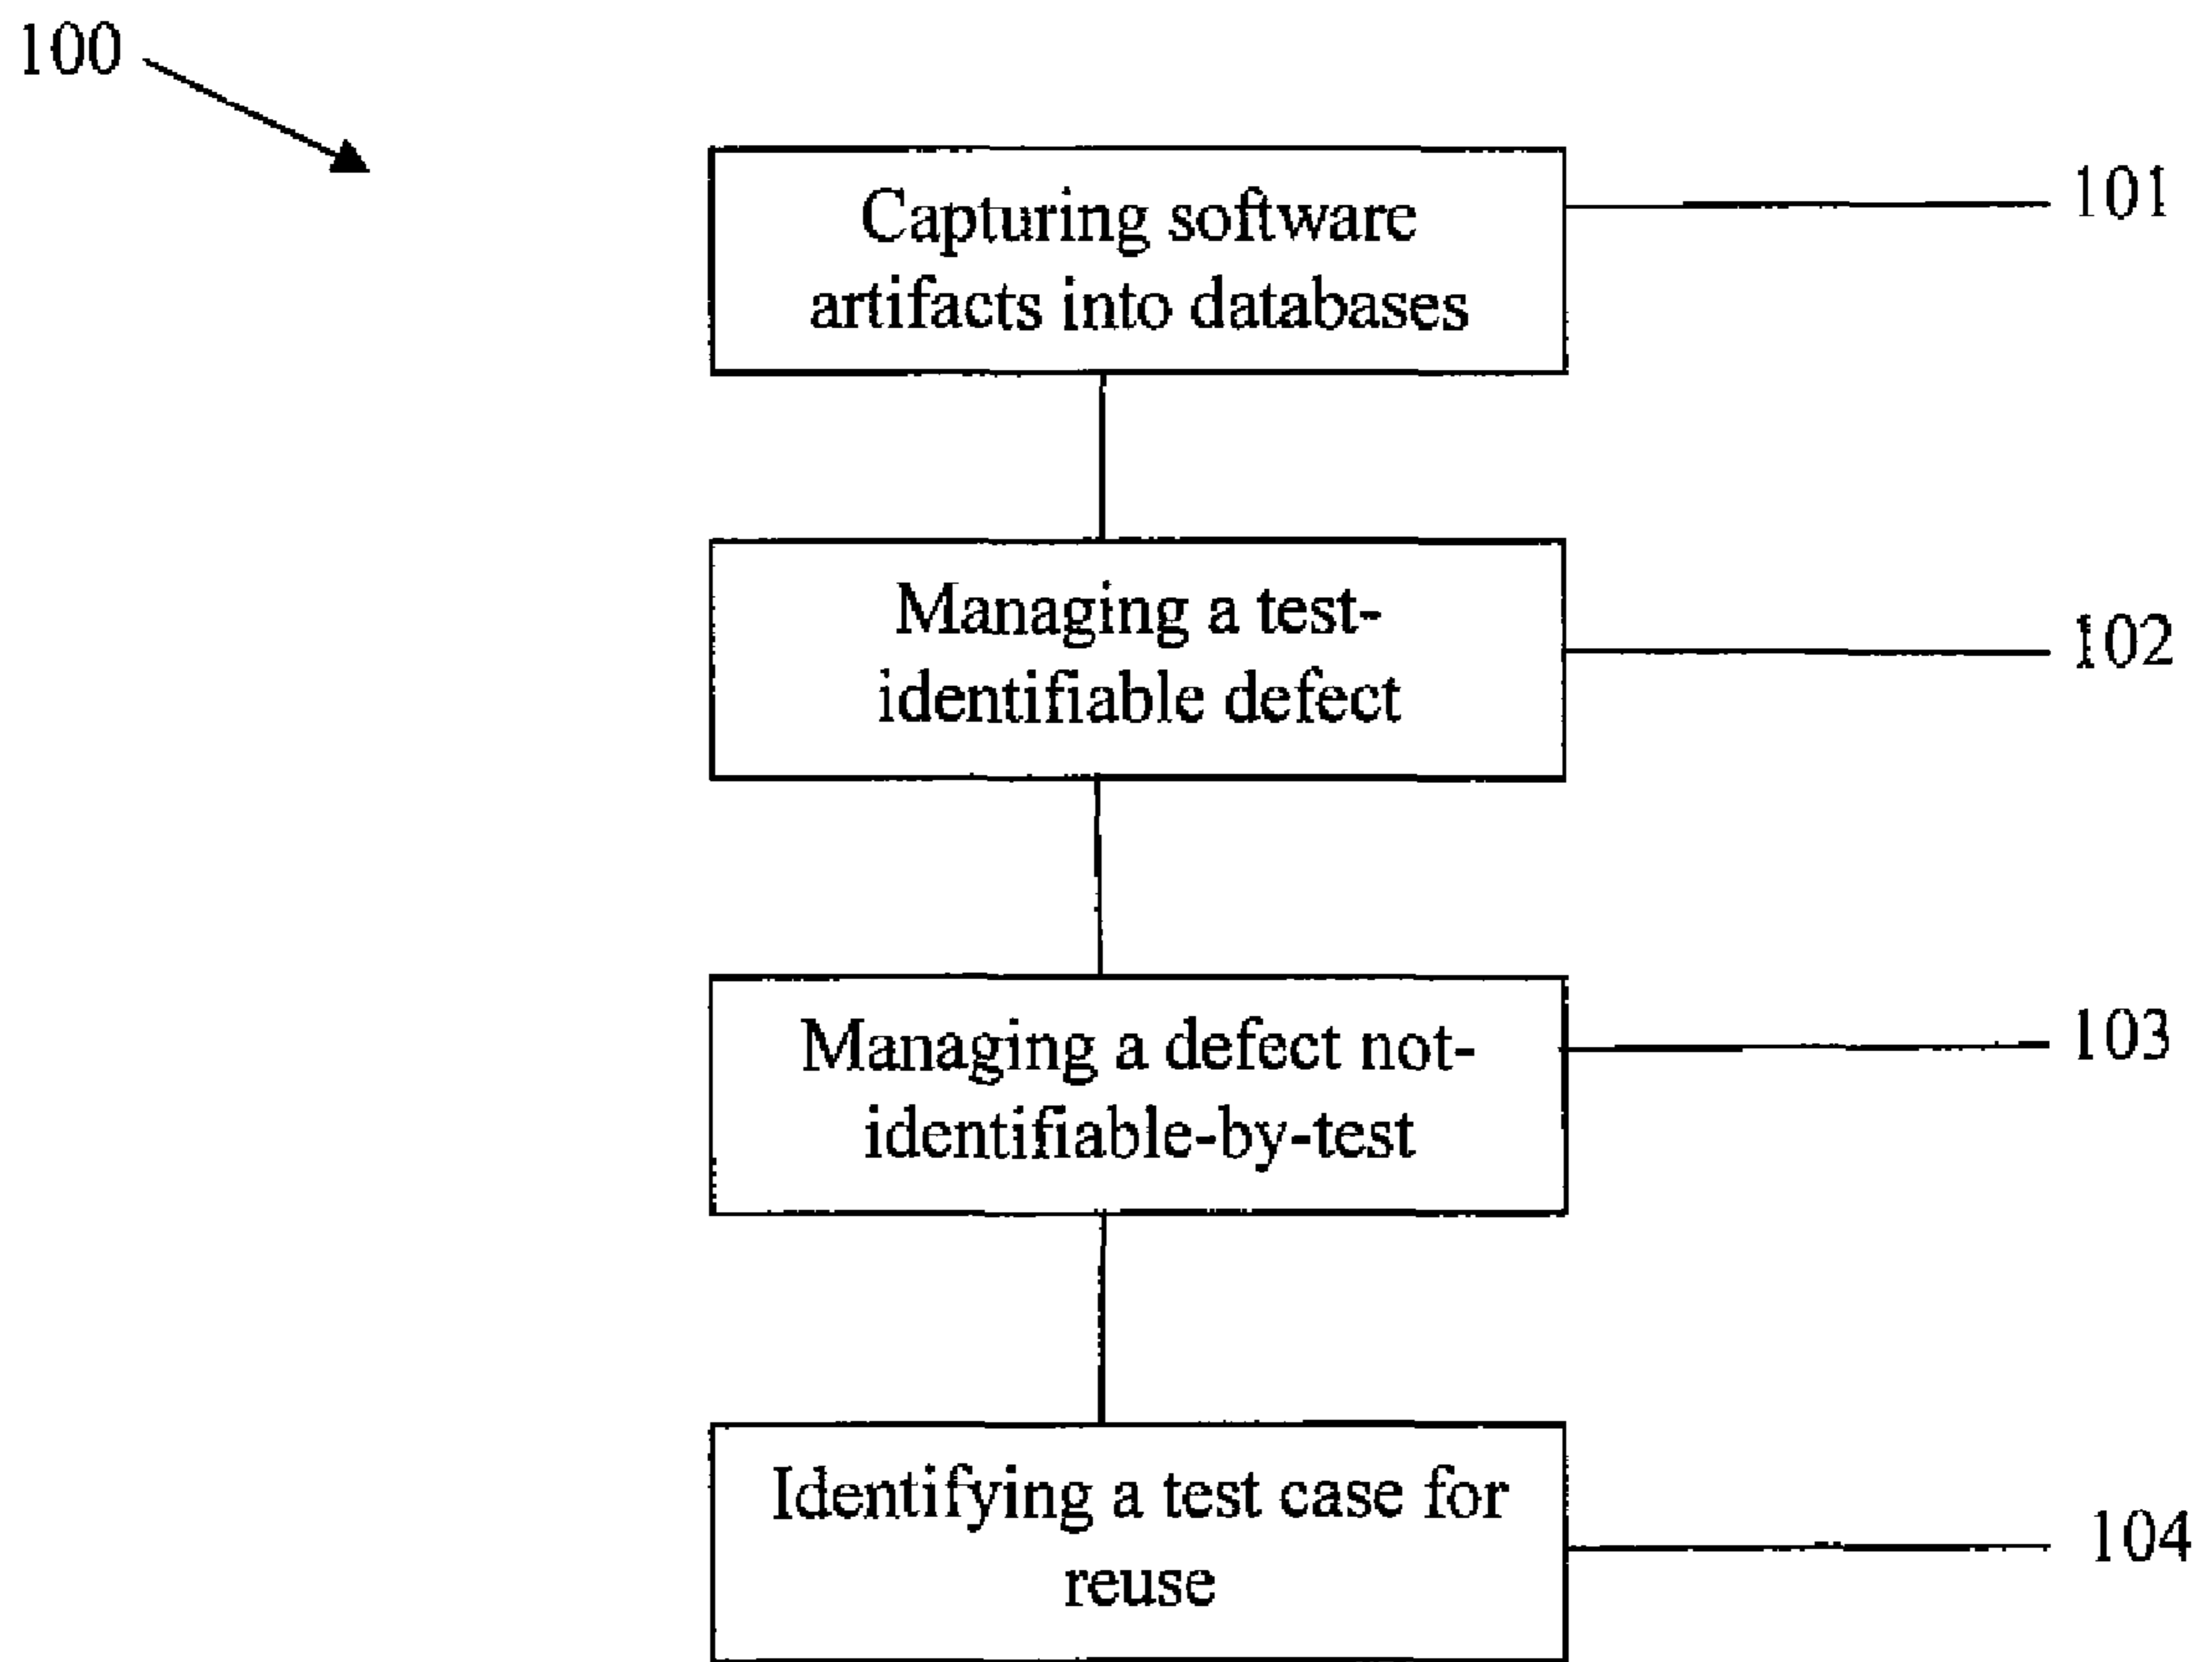 100
Capturing software
artifacts into databases
101
Managing a test-
identifiable defect
102
Managing a defect not-
identifiable-by-test
103
Identifying a test case for
reuse
104